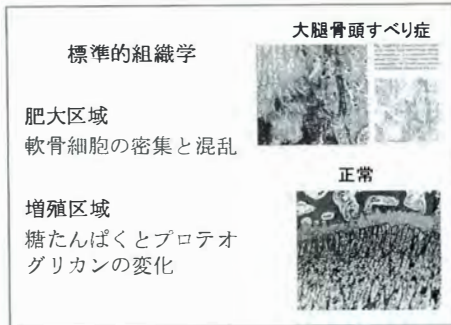 標準的組織学
肥大区域
軟骨細胞の密集と混乱
増殖区域
糖たんぱくとプロテオ
グリカンの変化
大腿骨頭すべり症
正常